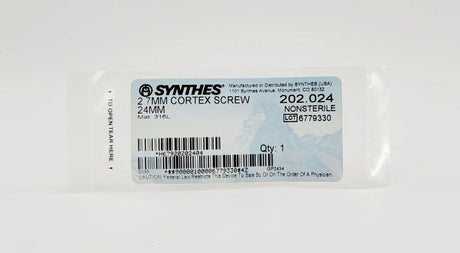 TO OPEN TEAR HERE
SYNTHES®
Manufactured or Distributed by SYNTHES (USA)
1101 Synthes Avenue, Monument, CO 80132
2.7MM CORTEX SCREW
24MM
Mat: 316L
202.024
NONSTERILE
LOT 6779330
*H67920202404
Qty: 1
GP2434
CAUTION: Federal Law Restricts This Device To Sale By Or On The Order Of A Physician.